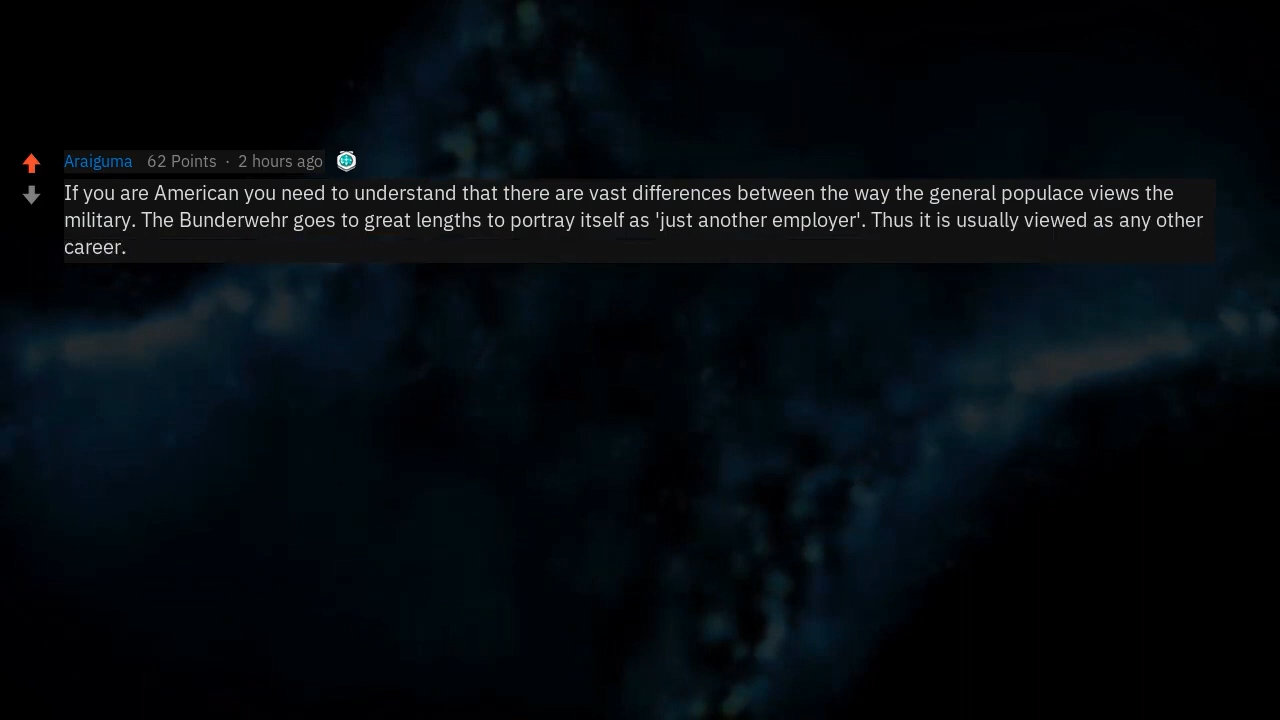 Araiguma 62 Points · 2 hours ago
If you are American you need to understand that there are vast differences between the way the general populace views the
military. The Bunderwehr goes to great lengths to portray itself as 'just another employer'. Thus it is usually viewed as any other
career.